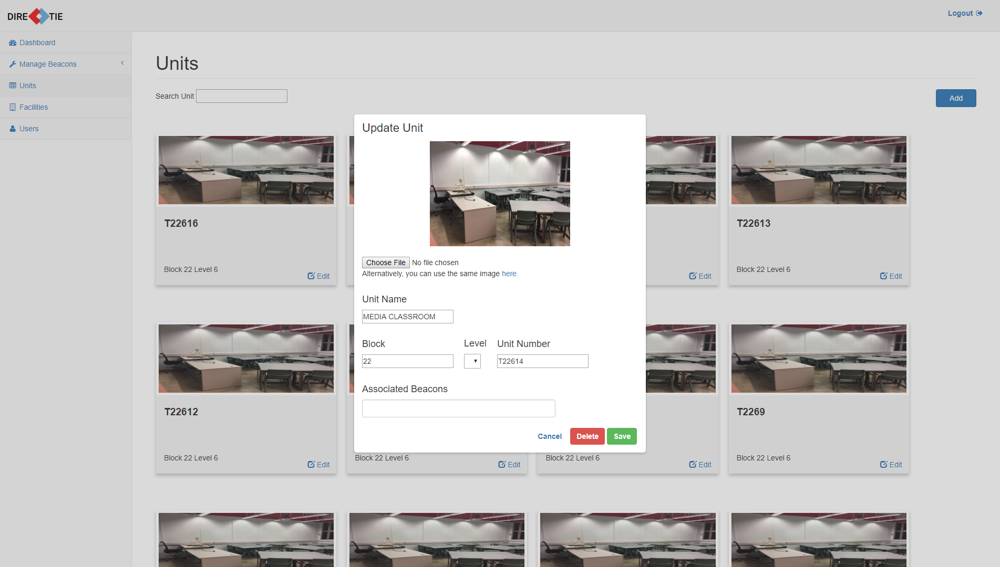 DIRE TIE
Logout
Dashboard
Manage Beacons
Units
Facilities
Users
Units
Search Unit
Add
Update Unit
Choose File No file chosen
Alternatively, you can use the same image here.
Unit Name
MEDIA CLASSROOM
Block Level Unit Number
22 T22614
Associated Beacons
Cancel Delete Save
T22616
Block 22 Level 6
Edit
Edit
T22613
Block 22 Level 6
Edit
T22612
Block 22 Level 6
Edit
Block 22 Level 6
Edit
Block 22 Level 6
Edit
T2269
Block 22 Level 6
Edit